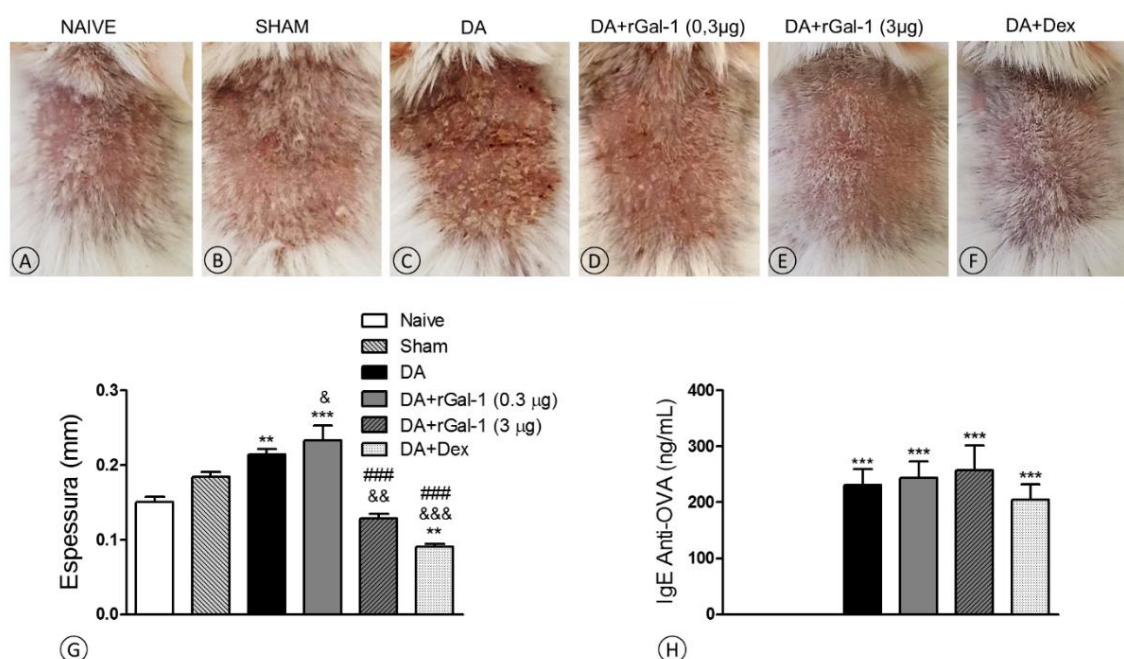 NAIVE
SHAM
DA
DA+rGal-1 (0,3µg)
DA+rGal-1 (3µg)
DA+Dex
A
B
C
D
E
F
Naive
Sham
DA
DA+rGal-1 (0.3 µg)
DA+rGal-1 (3 µg)
DA+Dex
Espessura (mm)
0.3
0.2
0.1
0.0
**
&
***
###
&&
###
&&&
**
G
IgE Anti-OVA (ng/mL)
400
300
200
100
0
***
***
***
***
H